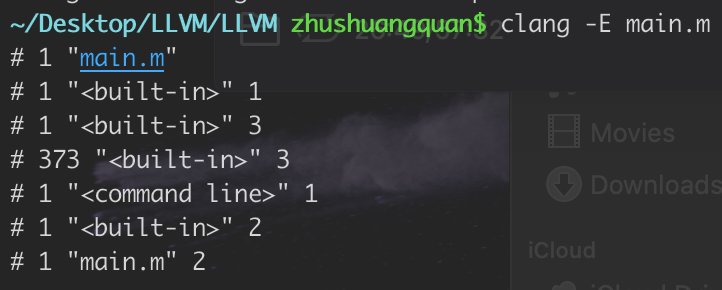 ~/Desktop/LLVM/LLVM zhushuangquan$ clang -E main.m
# 1 "main.m"
# 1 "<built-in>" 1
# 1 "<built-in>" 3
# 373 "<built-in>" 3
# 1 "<command line>" 1
# 1 "<built-in>" 2
# 1 "main.m" 2
Movies
Downloads
iCloud